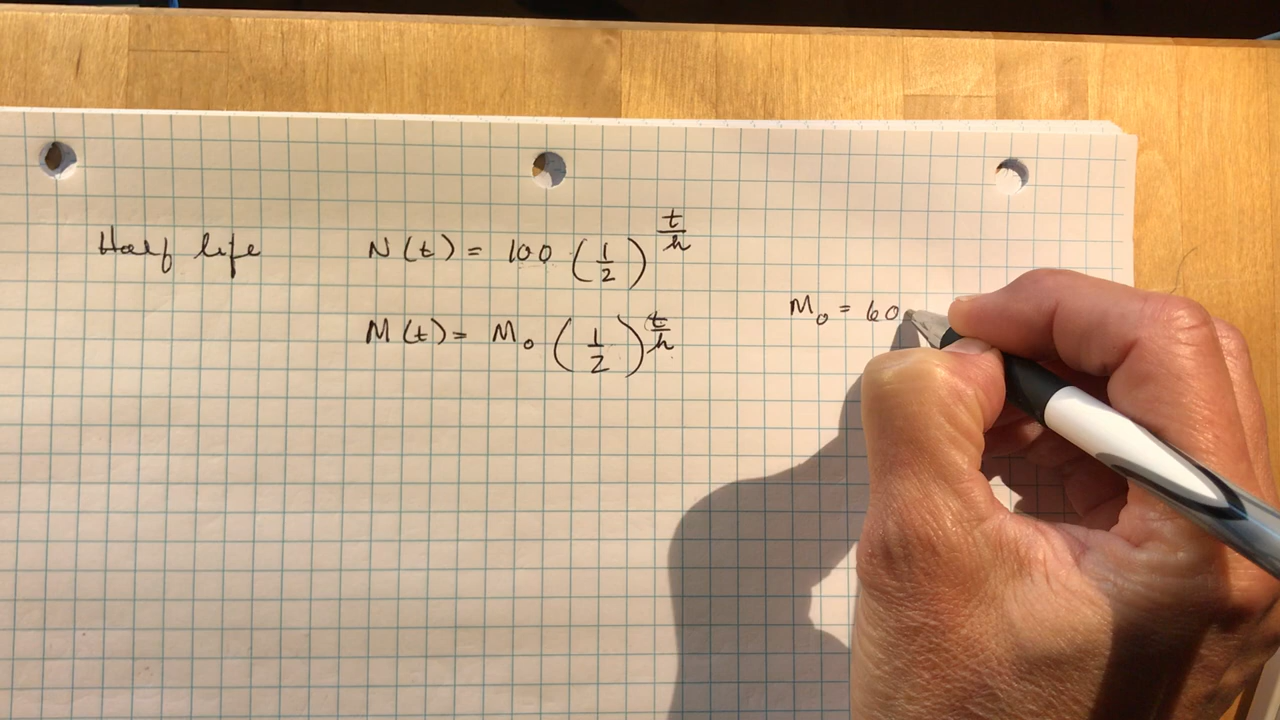 Half life N(t) = 100 (1/2)^(t/h)
M(t) = M₀ (1/2)^(t/h) M₀ = 60